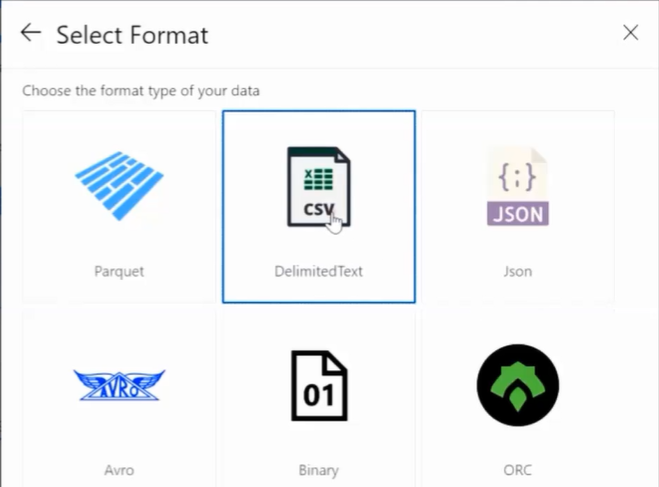 Select Format
Choose the format type of your data
X
CSV
{;}
JSON
Parquet
DelimitedText
Json
AVRO
01
Avro
Binary
ORC